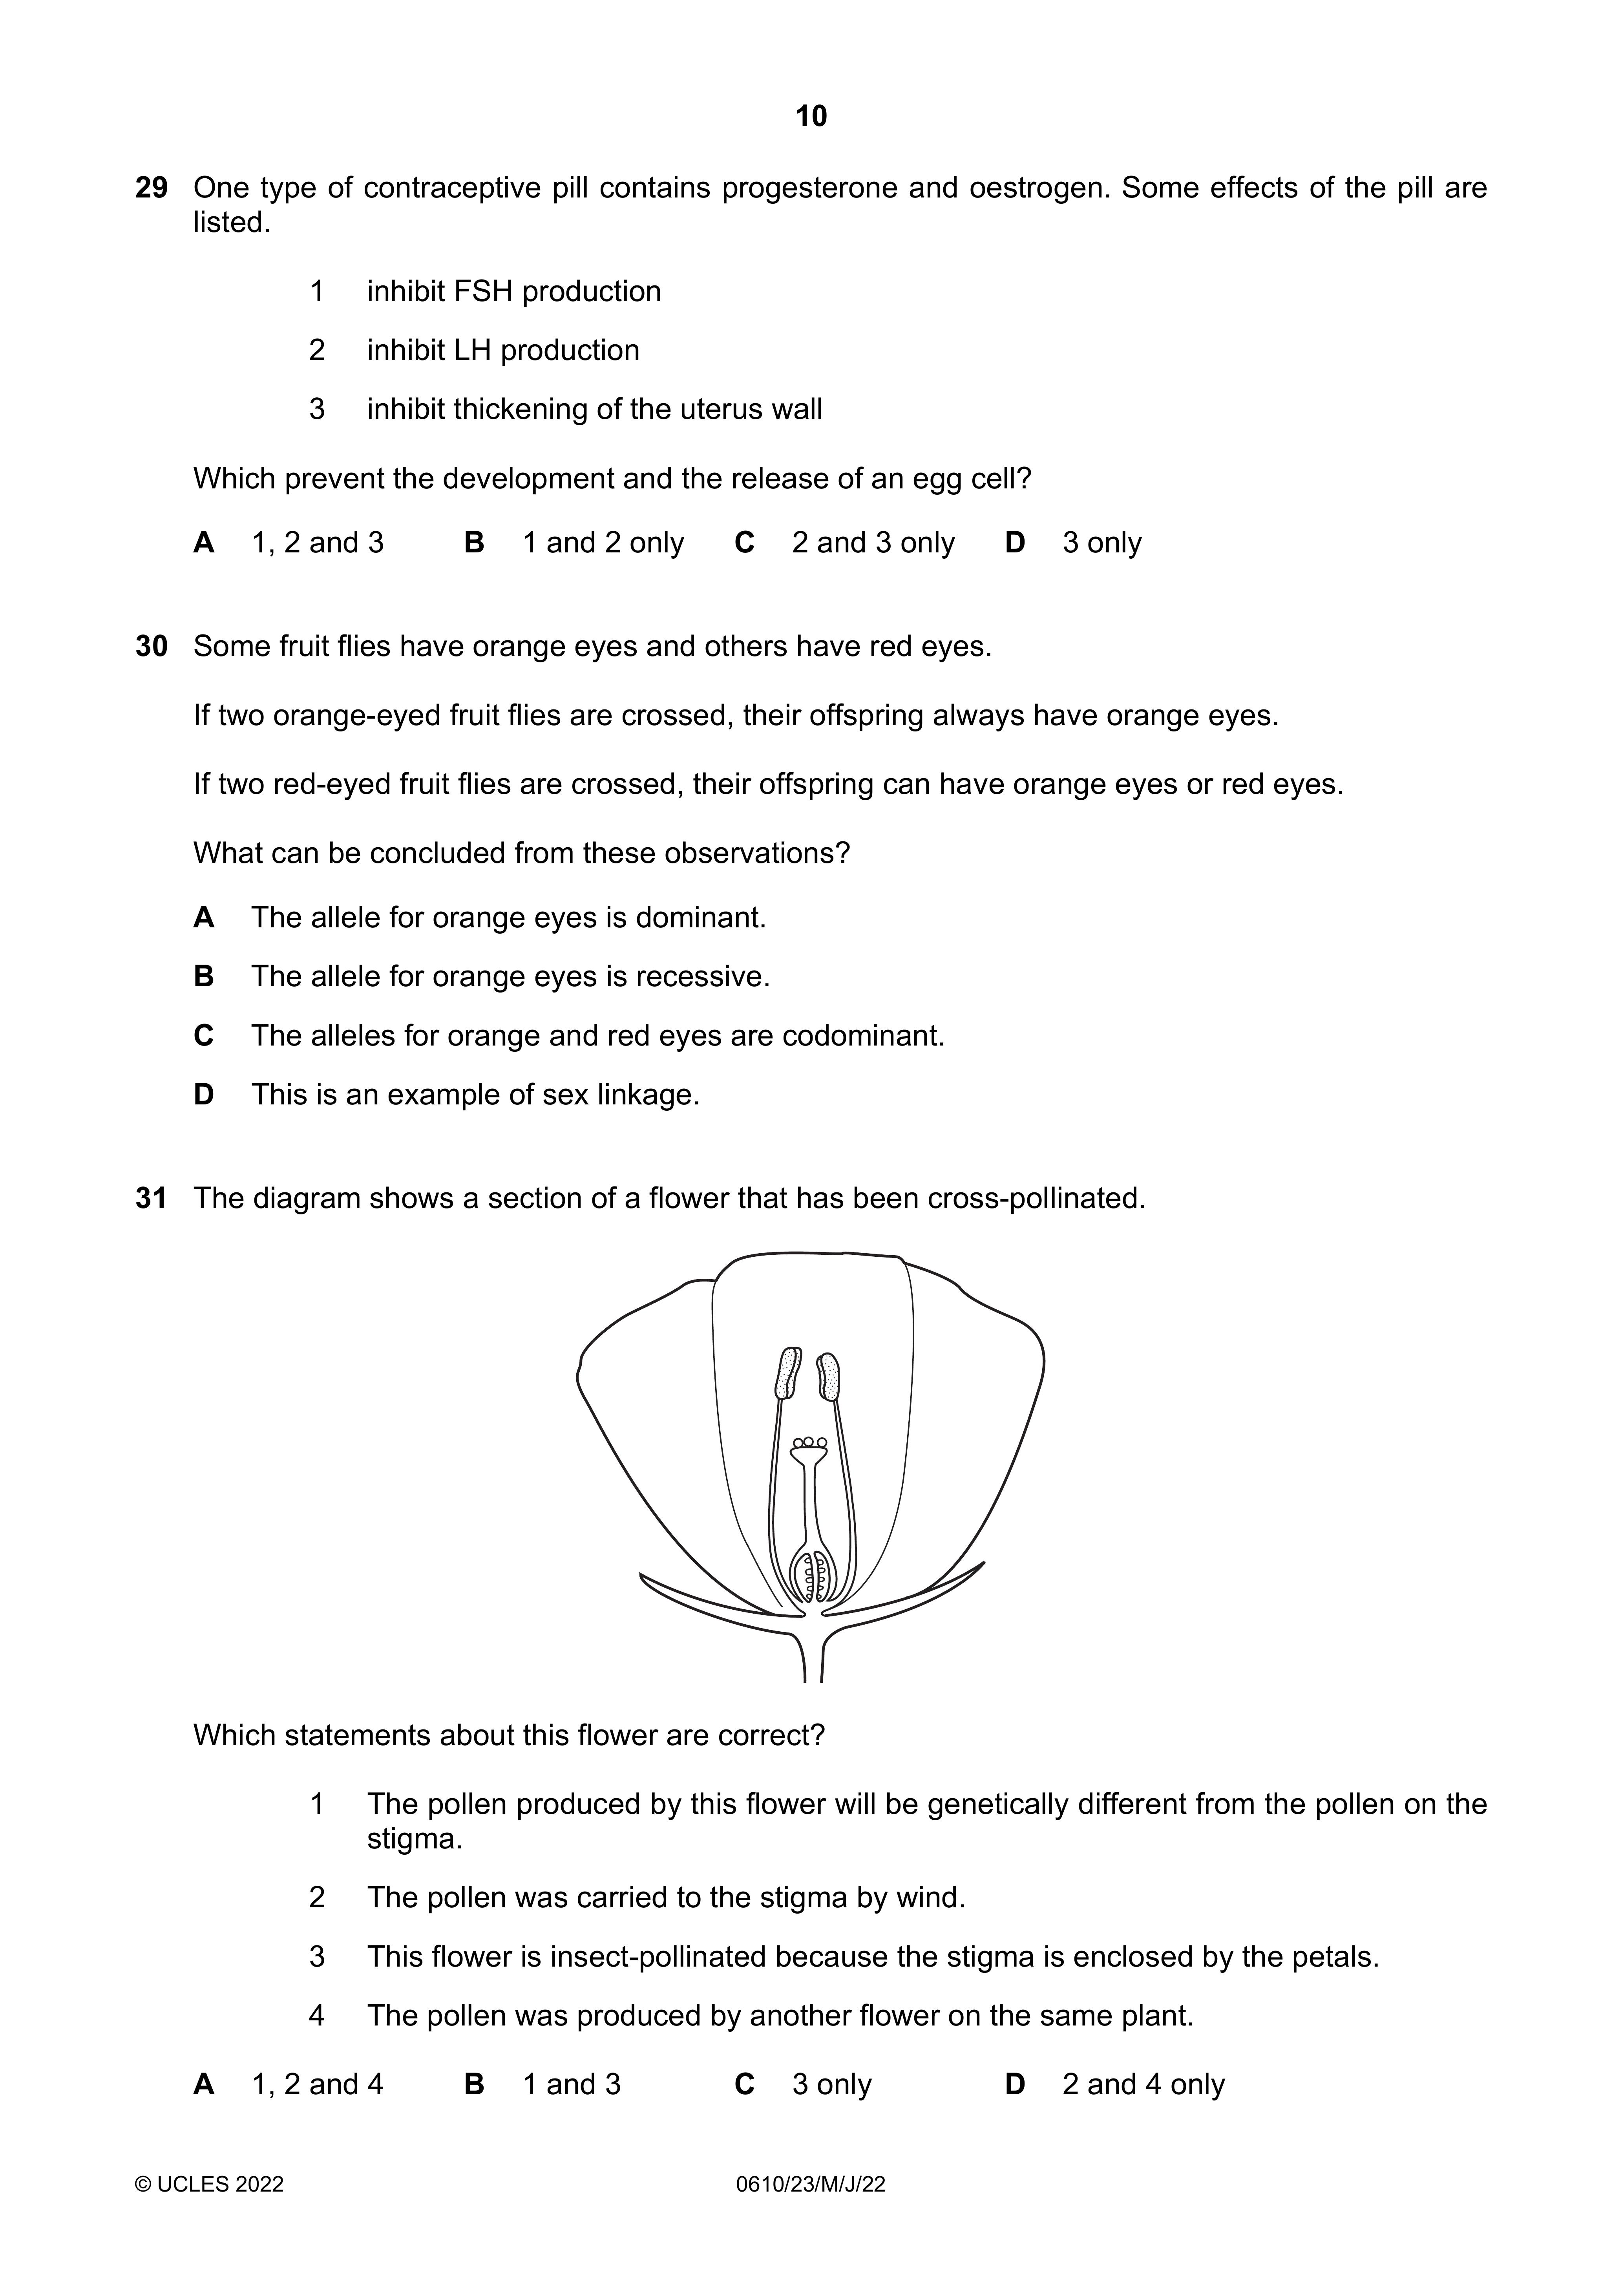 10
29 One type of contraceptive pill contains progesterone and oestrogen. Some effects of the pill are
listed.
1 inhibit FSH production
2 inhibit LH production
3 inhibit thickening of the uterus wall
Which prevent the development and the release of an egg cell?
A 1, 2 and 3 B 1 and 2 only C 2 and 3 only D 3 only
30 Some fruit flies have orange eyes and others have red eyes.
If two orange-eyed fruit flies are crossed, their offspring always have orange eyes.
If two red-eyed fruit flies are crossed, their offspring can have orange eyes or red eyes.
What can be concluded from these observations?
A The allele for orange eyes is dominant.
B The allele for orange eyes is recessive.
C The alleles for orange and red eyes are codominant.
D This is an example of sex linkage.
31 The diagram shows a section of a flower that has been cross-pollinated.
Which statements about this flower are correct?
1 The pollen produced by this flower will be genetically different from the pollen on the
stigma.
2 The pollen was carried to the stigma by wind.
3 This flower is insect-pollinated because the stigma is enclosed by the petals.
4 The pollen was produced by another flower on the same plant.
A 1, 2 and 4 B 1 and 3 C 3 only D 2 and 4 only
© UCLES 2022 0610/23/M/J/22